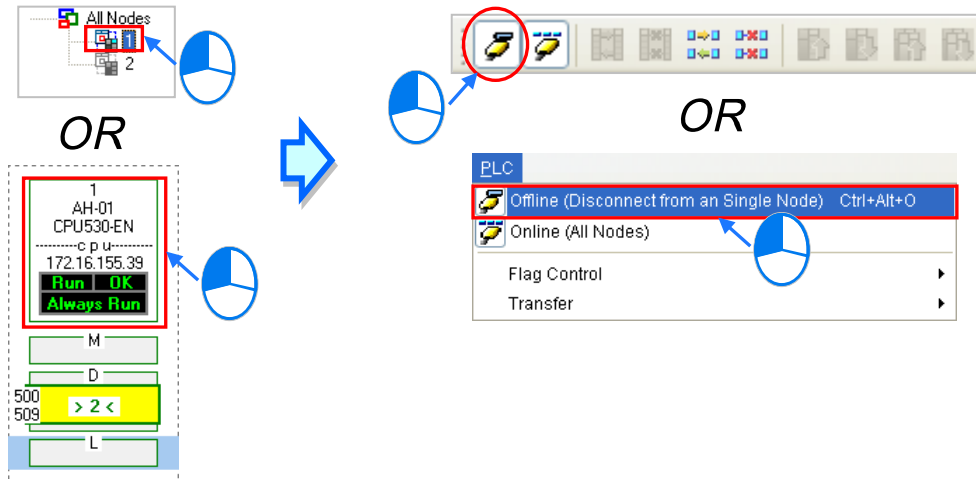 All Nodes
1
2
OR
1
AH-01
CPU530-EN
---------c p u---------
172.16.155.39
Run OK
Always Run
M
D
500
509
> 2 <
L
OR
PLC
Offline (Disconnect from an Single Node) Ctrl+Alt+O
Online (All Nodes)
Flag Control
Transfer